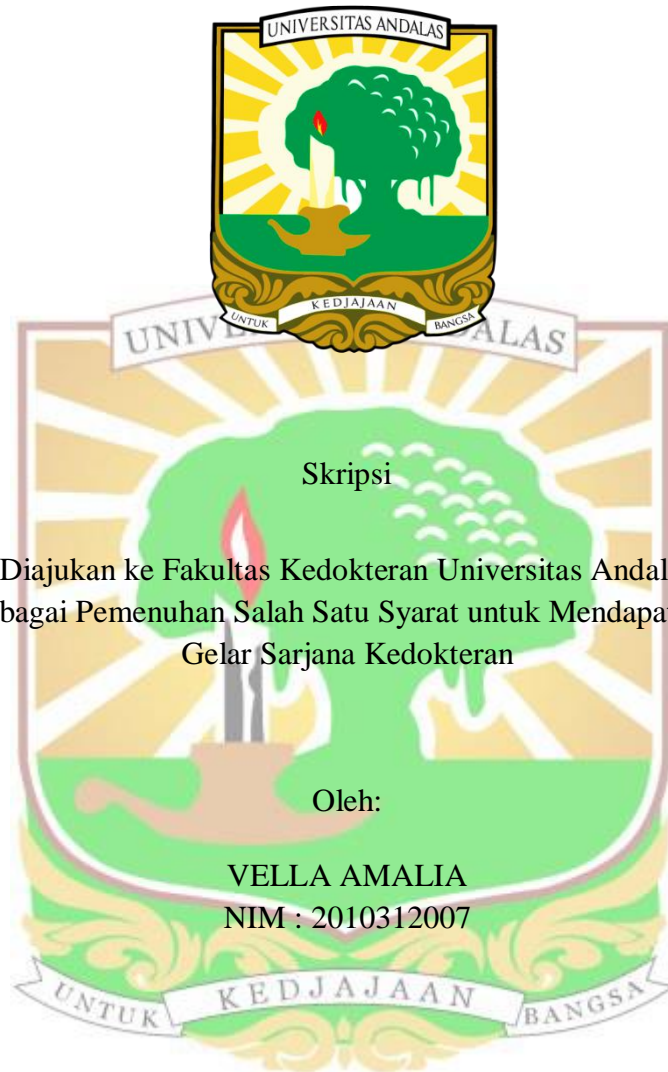 UNIVERSITAS ANDALAS
UNTUK KEDJAJAAN BANGSA
UNIV ALAS
Skripsi
Diajukan ke Fakultas Kedokteran Universitas Andal
bagai Pemenuhan Salah Satu Syarat untuk Mendapa
Gelar Sarjana Kedokteran
Oleh:
VELLA AMALIA
NIM : 2010312007
UNTUK KEDJAJAAN BANGSA